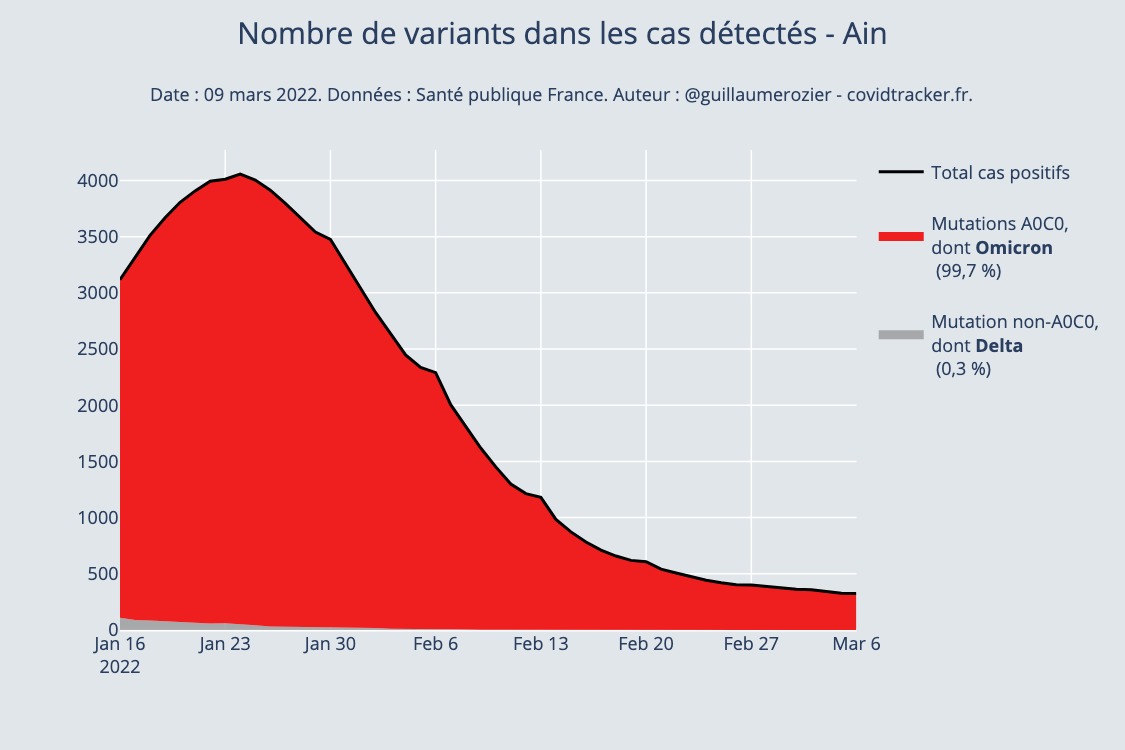 Nombre de variants dans les cas détectés - Ain
Date : 09 mars 2022. Données : Santé publique France. Auteur : @guillaumerozier - covidtracker.fr.
4000
3500
3000
2500
2000
1500
1000
500
0
Jan 16
2022
Jan 23
Jan 30
Feb 6
Feb 13
Feb 20
Feb 27
Mar 6
Total cas positifs
Mutations A0C0,
dont Omicron
(99,7 %)
Mutation non-A0C0,
dont Delta
(0,3 %)